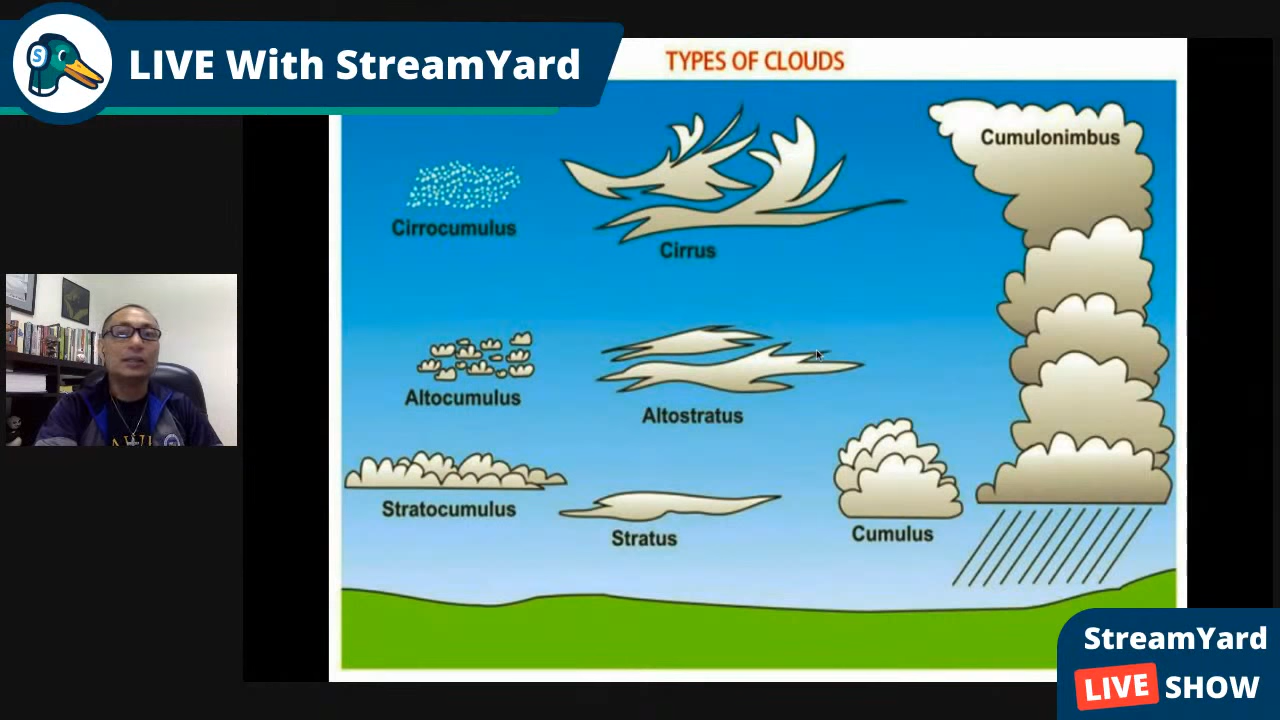 LIVE With StreamYard
TYPES OF CLOUDS
Cumulonimbus
Cirrocumulus
Cirrus
Altocumulus
Altostratus
Stratocumulus
Stratus
Cumulus
StreamYard
LIVE SHOW